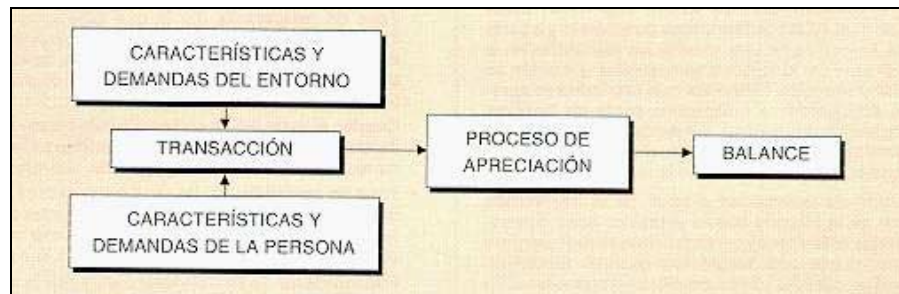 CARACTERÍSTICAS Y
DEMANDAS DEL ENTORNO
TRANSACCIÓN
PROCESO DE
APRECIACIÓN
BALANCE
CARACTERÍSTICAS Y
DEMANDAS DE LA PERSONA